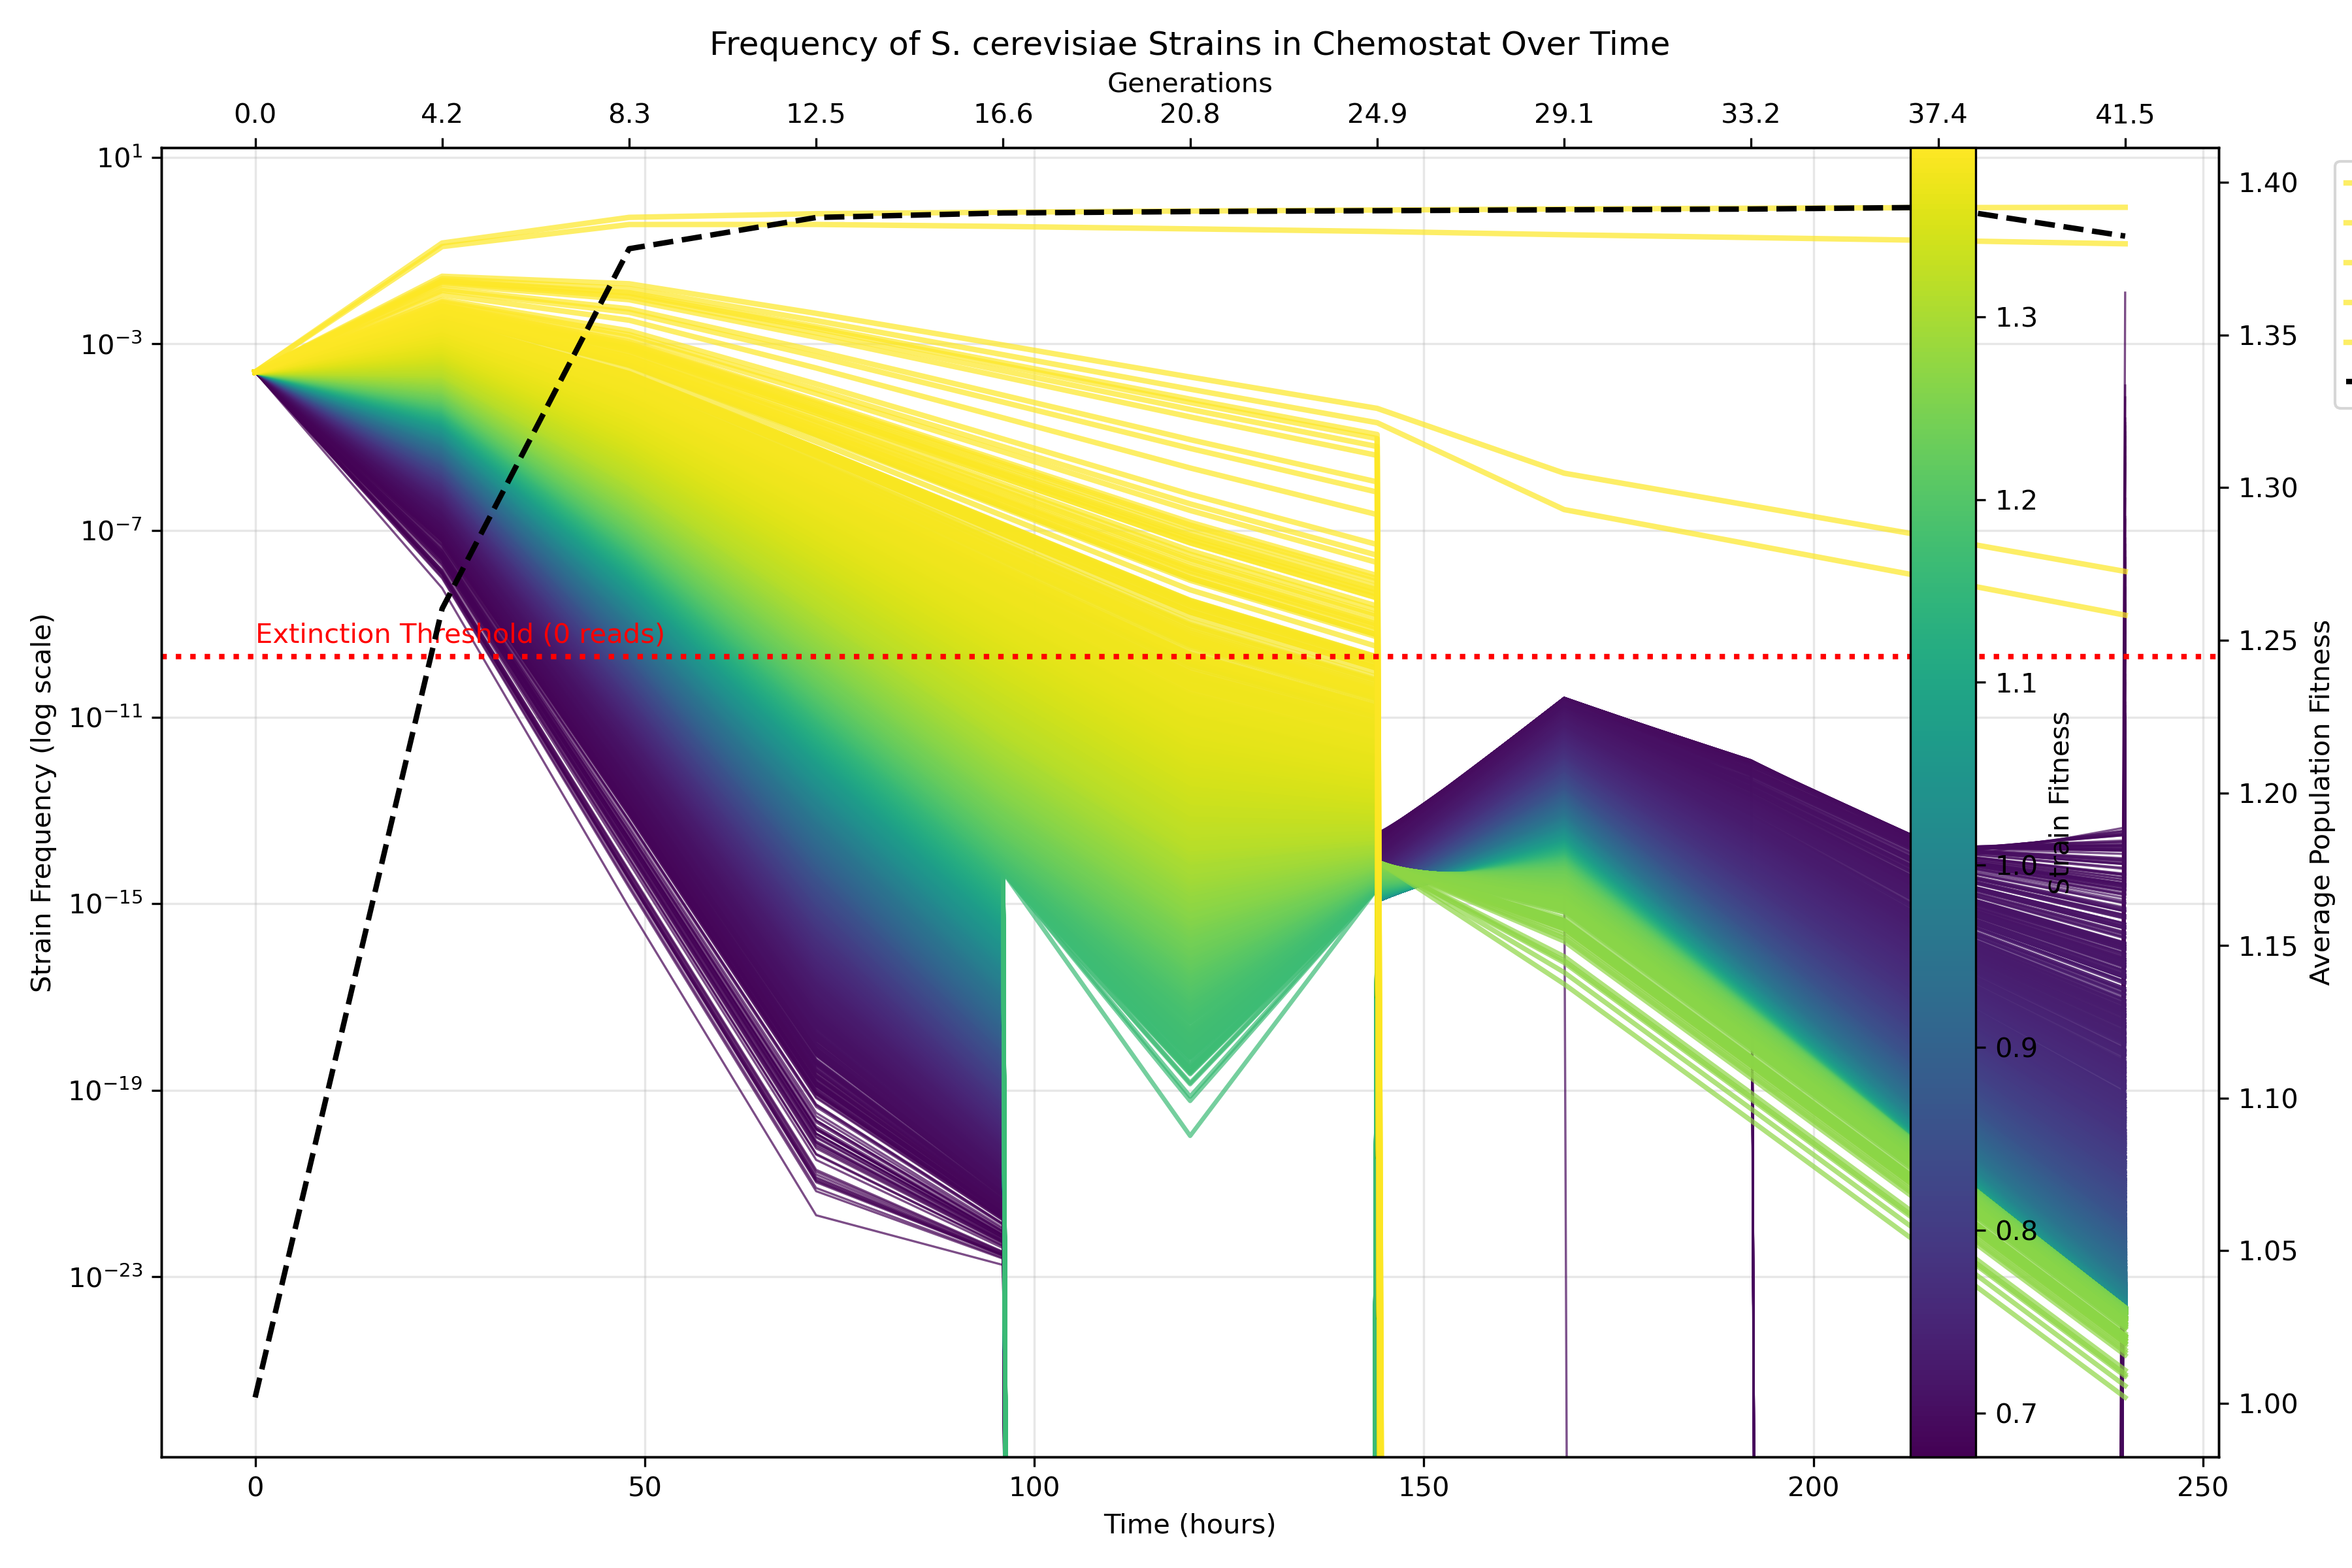 Frequency of S. cerevisiae Strains in Chemostat Over Time
Generations
0.0 4.2 8.3 12.5 16.6 20.8 24.9 29.1 33.2 37.4 41.5
10¹
10⁻³
10⁻⁷
10⁻¹¹
10⁻¹⁵
10⁻¹⁹
10⁻²³
Strain Frequency (log scale)
Extinction Threshold (0 reads)
1.3
1.2
1.1
1.0
0.9
0.8
0.7
Strain Fitness
1.40
1.35
1.30
1.25
1.20
1.15
1.10
1.05
1.00
Average Population Fitness
0 50 100 150 200 250
Time (hours)